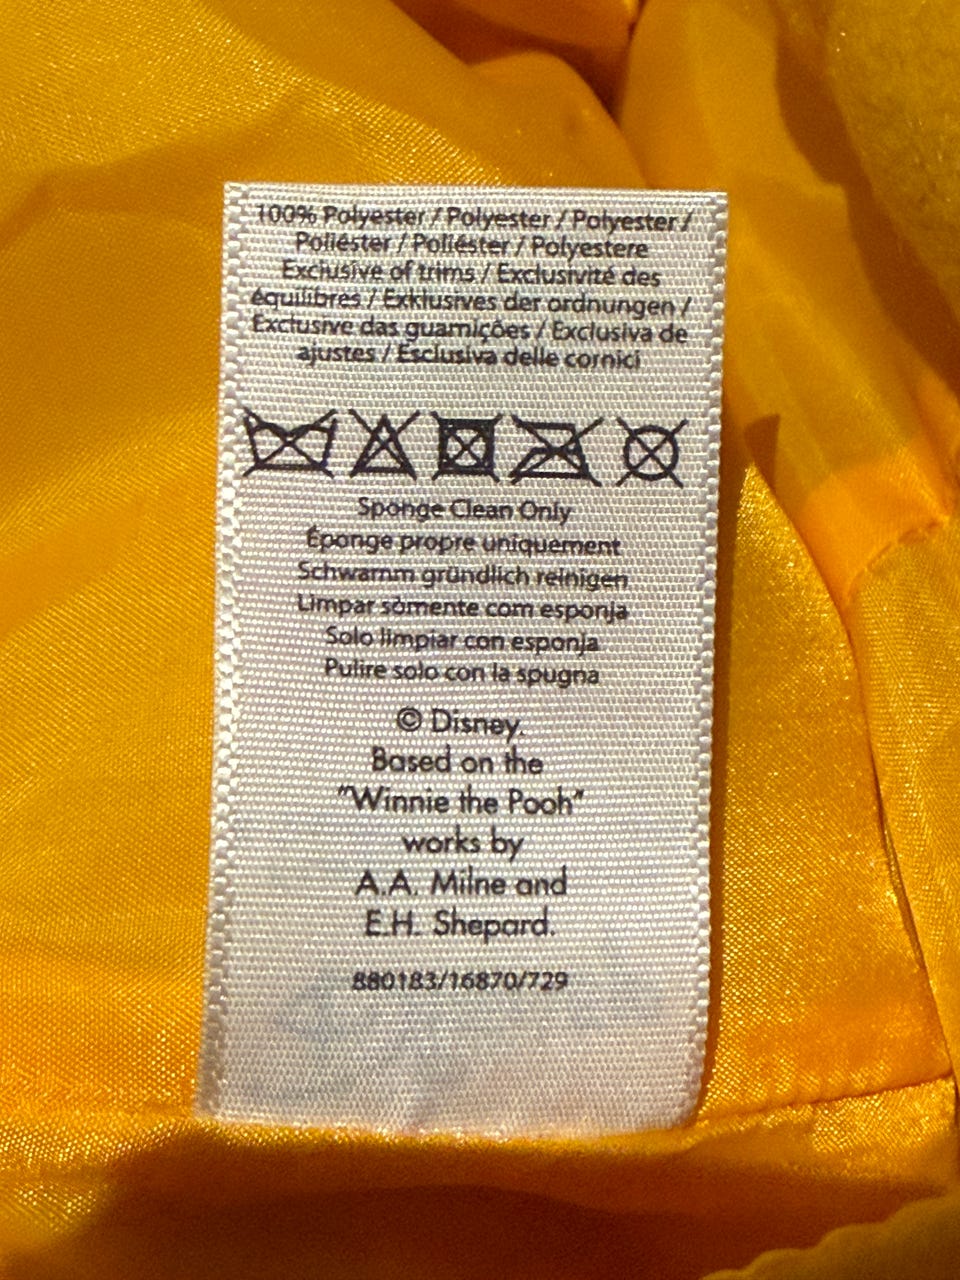 100% Polyester / Polyester / Polyester /
Poliéster / Poliéster / Polyestere
Exclusive of trims / Exclusivité des
équilibres / Exklusives der ordnungen /
Exclusive das guarnições / Exclusiva de
ajustes / Esclusiva delle cornici
Sponge Clean Only
Éponge propre uniquement
Schwamm gründlich reinigen
Limpar sòmente com esponja
Solo limpiar con esponja
Pulire solo con la spugna
© Disney.
Based on the
"Winnie the Pooh"
works by
A.A. Milne and
E.H. Shepard.
880183/16870/729